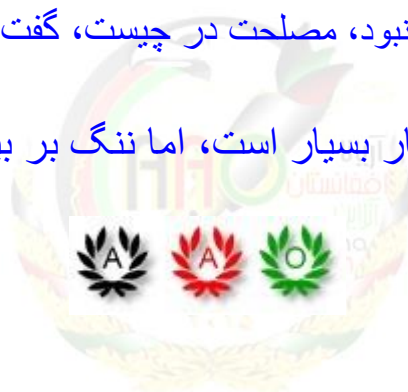 نبود، مصلحت در چیست، گفت
ار بسیار است، اما ننگ بر بی
A A O